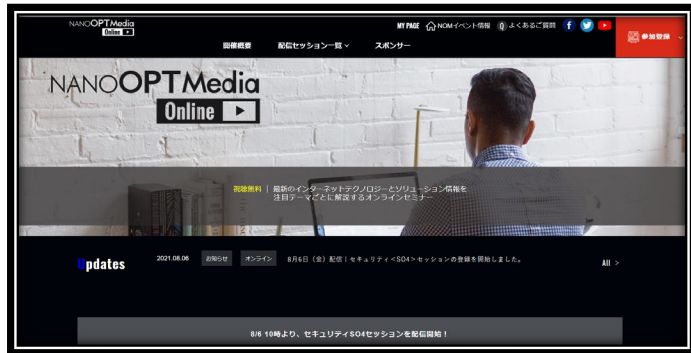 NANOOPTMedia
Online
MY PAGE NOMイベント情報 Q よくあるご質問
参加登録
開催概要 配信セッション一覧 スポンサー
NANOOPTMedia
Online
視聴無料 | 最新のインターネットテクノロジーとソリューション情報を
注目テーマごとに解説するオンラインセミナー
Updates 2021.08.06 お知らせ オンライン 8月6日（金）配信｜セキュリティ<SO4>セッションの登録を開始しました。 All >
8/6 10時より、セキュリティSO4セッションを配信開始！